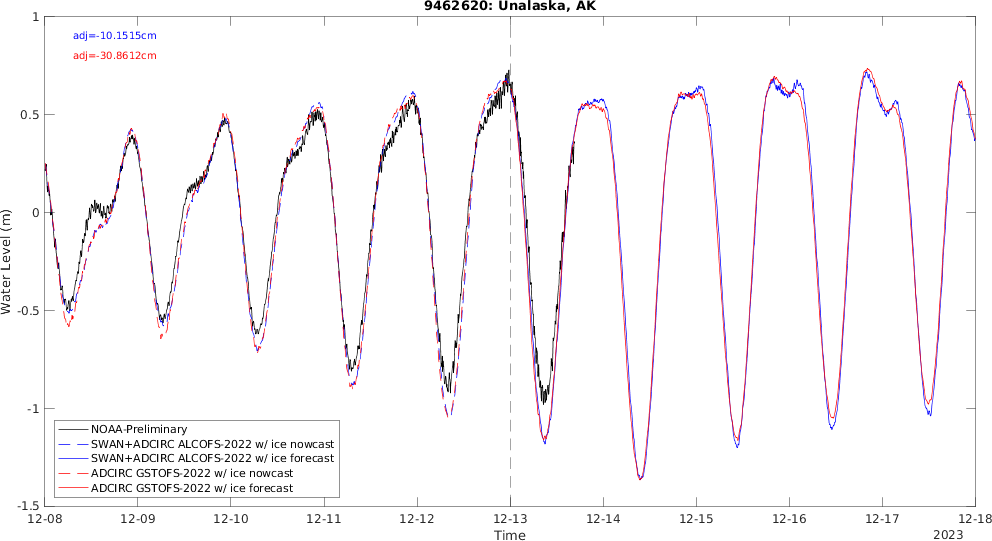 9462620: Unalaska, AK
adj=-10.1515cm
adj=-30.8612cm
1
0.5
0
-0.5
-1
-1.5
Water Level (m)
NOAA-Preliminary
SWAN+ADCIRC ALCOFS-2022 w/ ice nowcast
SWAN+ADCIRC ALCOFS-2022 w/ ice forecast
ADCIRC GSTOFS-2022 w/ ice nowcast
ADCIRC GSTOFS-2022 w/ ice forecast
12-08 12-09 12-10 12-11 12-12 12-13 12-14 12-15 12-16 12-17 12-18
Time
2023